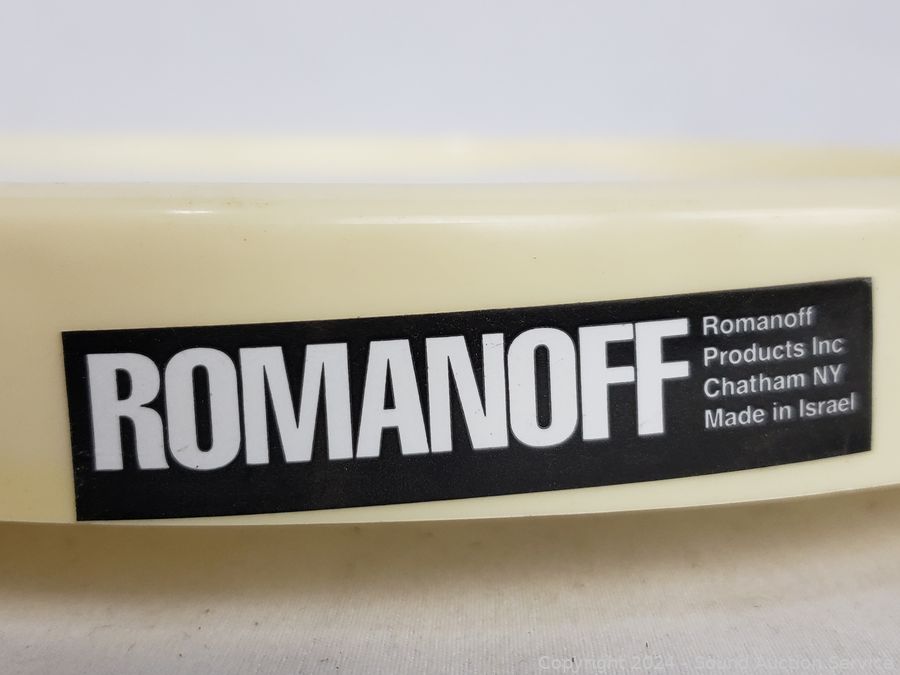 ROMANOFF
Romanoff
Products Inc
Chatham NY
Made in Israel
Copyright 2024 - Sound Auction Service